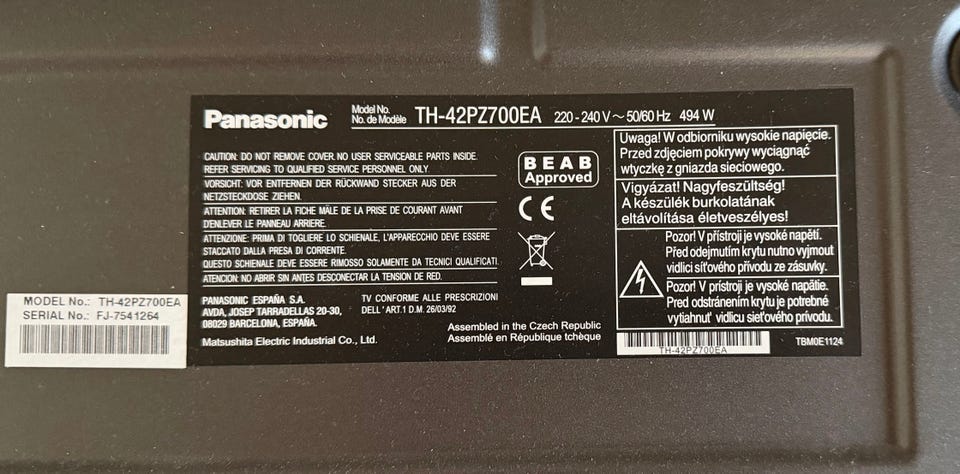 Panasonic
Model No.
No. de Modèle
TH-42PZ700EA 220 - 240 V ~ 50/60 Hz 494 W
CAUTION: DO NOT REMOVE COVER. NO USER SERVICEABLE PARTS INSIDE.
REFER SERVICING TO QUALIFIED SERVICE PERSONNEL ONLY.
VORSICHT: VOR ENTFERNEN DER RÜCKWAND STECKER AUS DER
NETZSTECKDOSE ZIEHEN.
ATTENTION: RETIRER LA FICHE MÂLE DE LA PRISE DE COURANT AVANT
D'ENLEVER LE PANNEAU ARRIERE.
ATTENZIONE: PRIMA DI TOGLIERE LO SCHIENALE, L'APPARECCHIO DEVE ESSERE
STACCATO DALLA PRESA DI CORRENTE.
QUESTO SCHIENALE DEVE ESSERE RIMOSSO SOLAMENTE DA TECNICI QUALIFICATI.
ATENCION: NO ABRIR SIN ANTES DESCONECTAR LA TENSION DE RED.
PANASONIC ESPAÑA S.A.
AVDA, JOSEP TARRADELLAS 20-30,
08029 BARCELONA, ESPAÑA.
TV CONFORME ALLE PRESCRIZIONI
DELL' ART.1 D.M. 26/03/92
Matsushita Electric Industrial Co., Ltd.
Assembled in the Czech Republic
Assemblé en République tchèque
BEAB
Approved
CE
Uwaga! W odbiorniku wysokie napięcie.
Przed zdjęciem pokrywy wyciągnąć
wtyczkę z gniazda sieciowego.
Vigyázat! Nagyfeszültség!
A készülék burkolatának
eltávolítása életveszélyes!
Pozor! V přístroji je vysoké napětí.
Před odejmutím krytu nutno vyjmout
vidlici síťového přívodu ze zásuvky.
Pozor! V prístroji je vysoké napätie.
Pred odstránením krytu je potrebné
vytiahnuť vidlicu sieťového prívodu.
TH-42PZ700EA
TBM0E1124
MODEL No.: TH-42PZ700EA
SERIAL No.: FJ-7541264